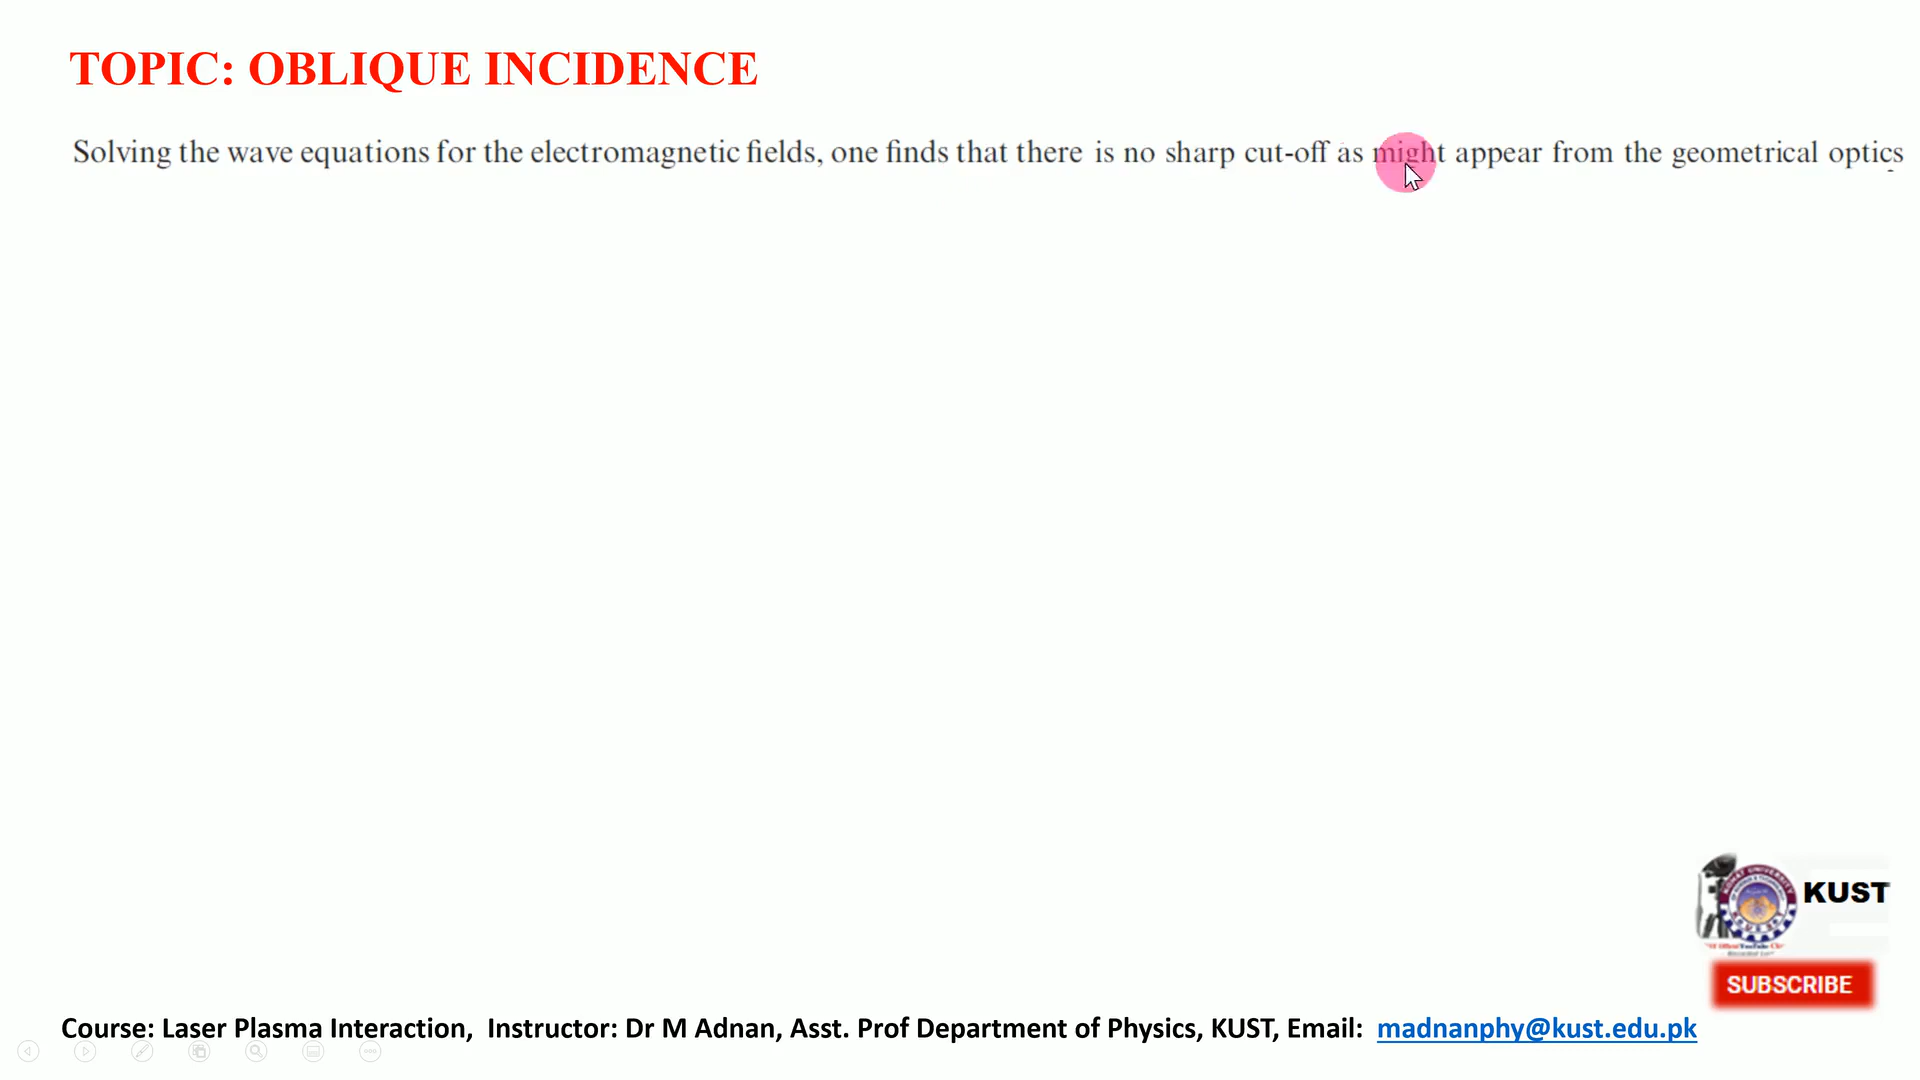 TOPIC: OBLIQUE INCIDENCE
Solving the wave equations for the electromagnetic fields, one finds that there is no sharp cut-off as might appear from the geometrical optics
KUST
SUBSCRIBE
Course: Laser Plasma Interaction, Instructor: Dr M Adnan, Asst. Prof Department of Physics, KUST, Email: madnanphy@kust.edu.pk